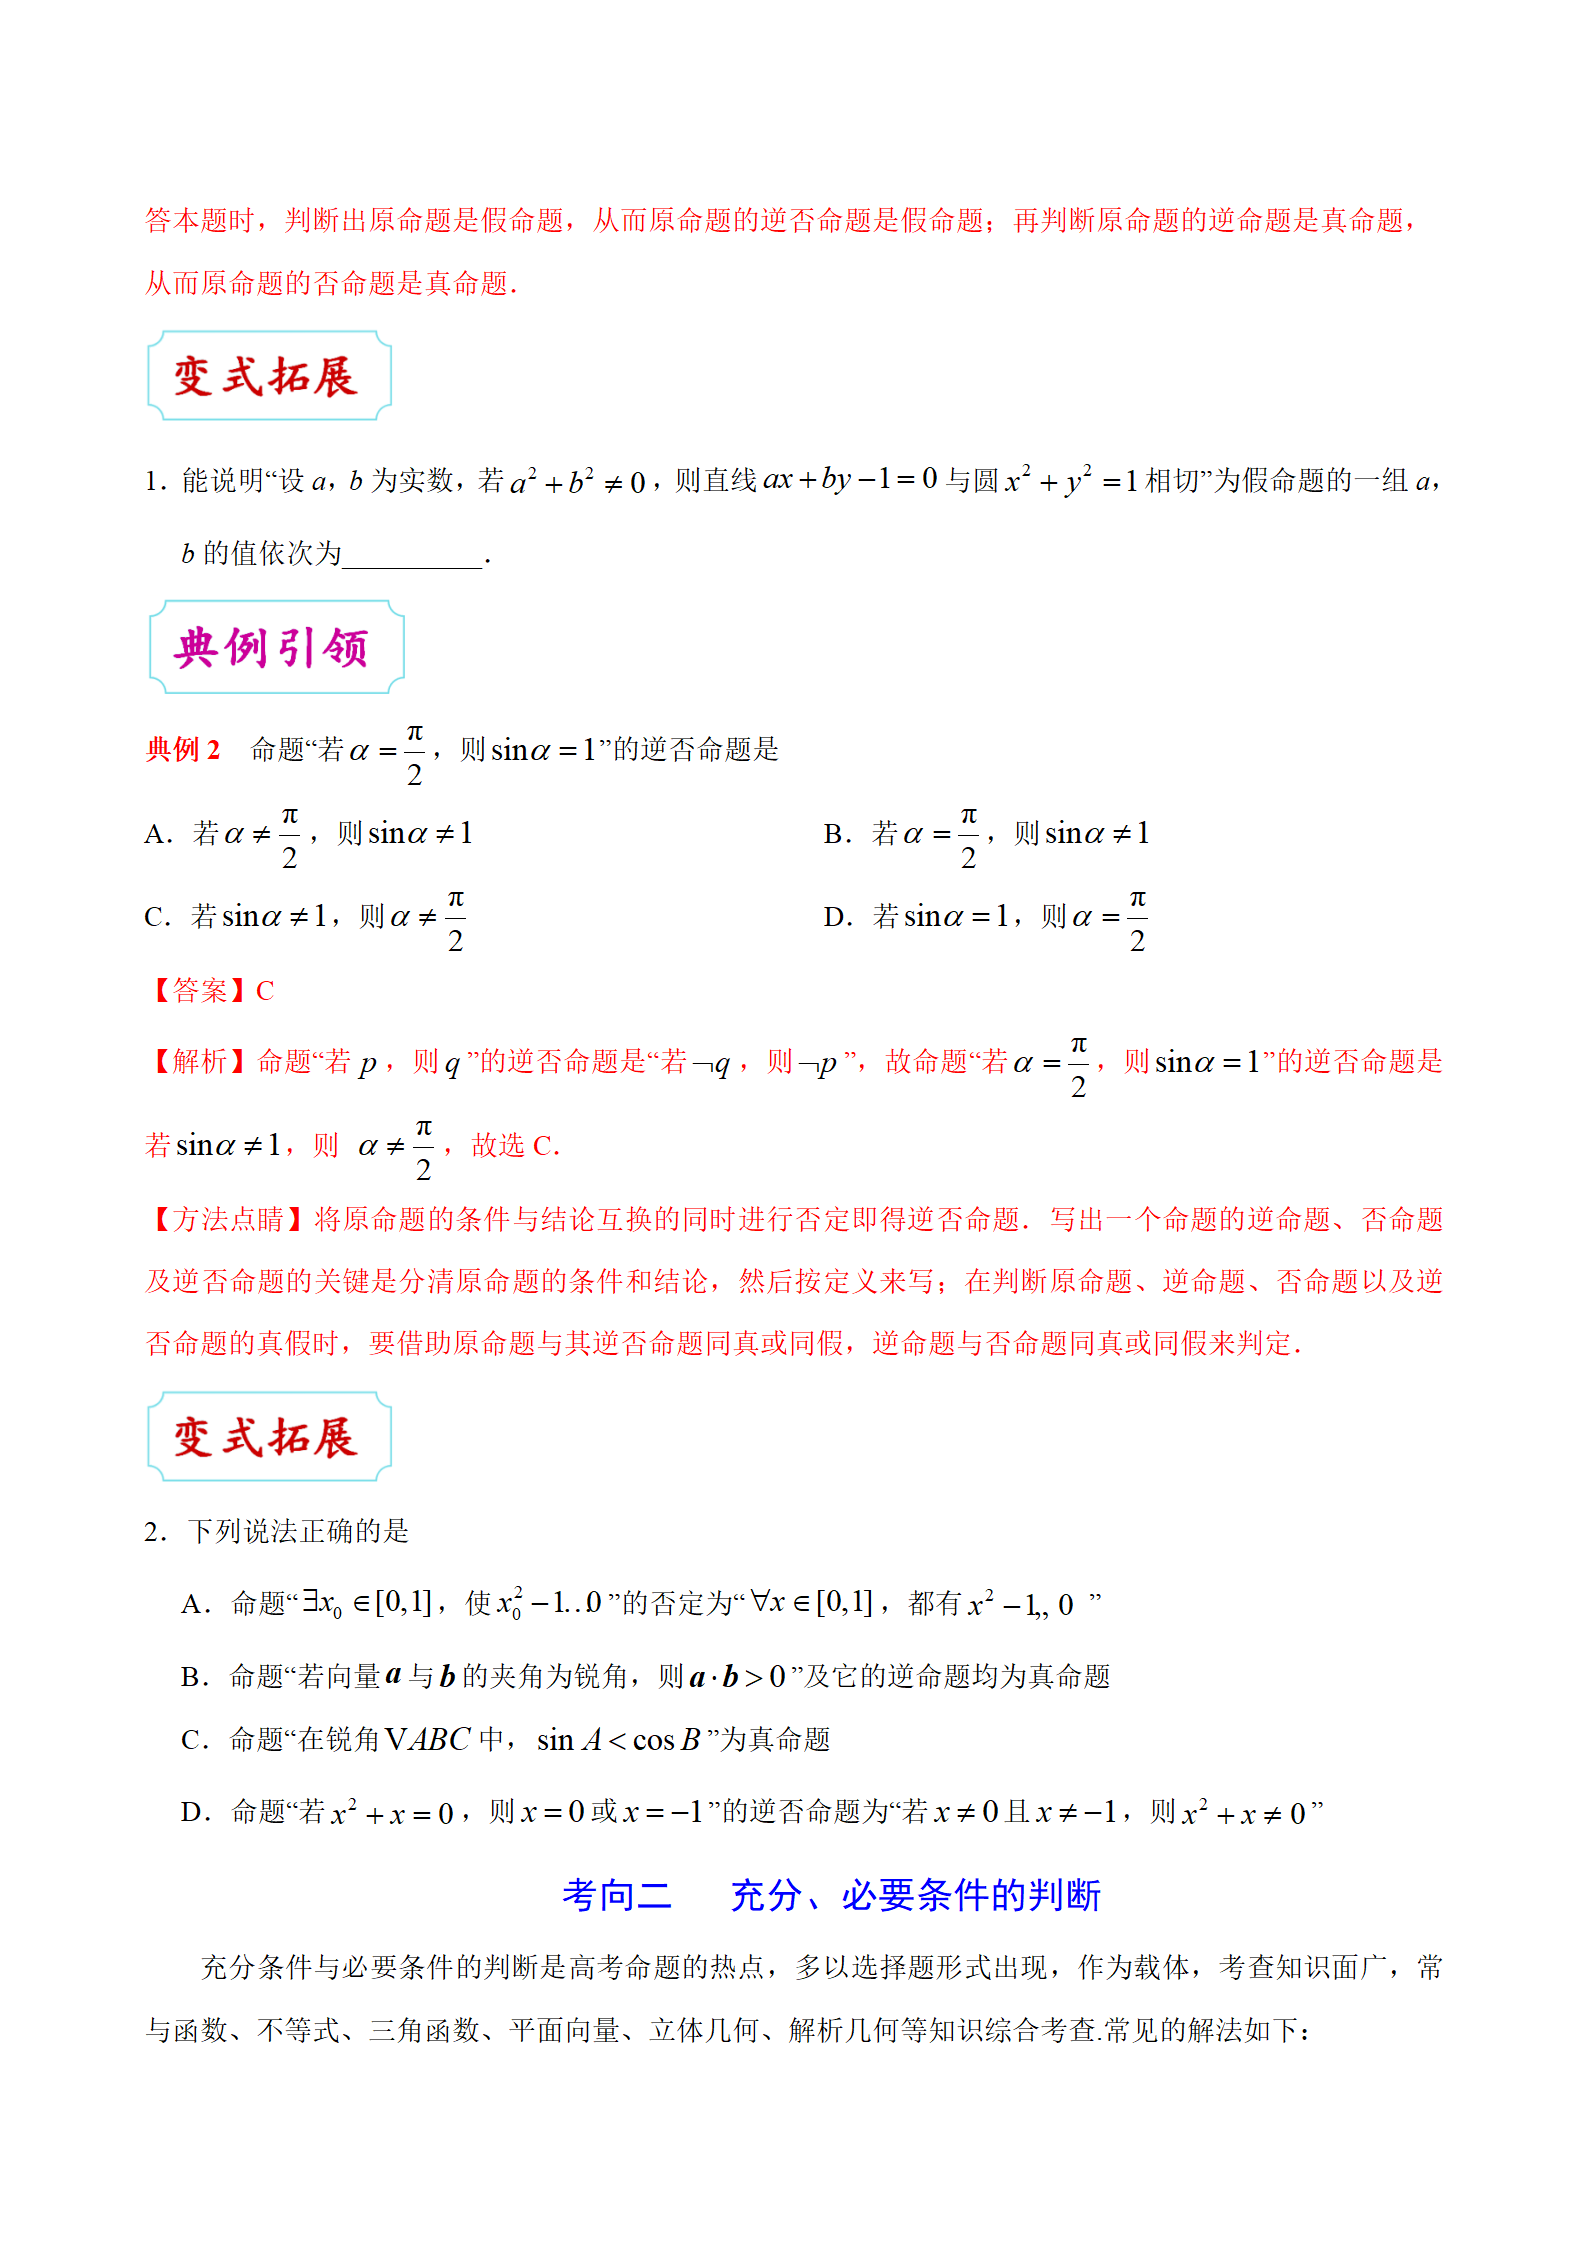 答本题时，判断出原命题是假命题，从而原命题的逆否命题是假命题；再判断原命题的逆命题是真命题，
从而原命题的否命题是真命题．
变式拓展
1．能说明“设 a，b 为实数，若 a² + b² ≠ 0，则直线 ax + by − 1 = 0 与圆 x² + y² = 1 相切”为假命题的一组 a，
b 的值依次为__________．
典例引领
典例 2　命题“若 α = π/2，则 sinα = 1”的逆否命题是
A．若 α ≠ π/2，则 sinα ≠ 1　　B．若 α = π/2，则 sinα ≠ 1
C．若 sinα ≠ 1，则 α ≠ π/2　　D．若 sinα = 1，则 α = π/2
【答案】C
【解析】命题“若 p，则 q”的逆否命题是“若 ¬q，则 ¬p”，故命题“若 α = π/2，则 sinα = 1”的逆否命题是
若 sinα ≠ 1，则 α ≠ π/2，故选 C．
【方法点睛】将原命题的条件与结论互换的同时进行否定即得逆否命题．写出一个命题的逆命题、否命题
及逆否命题的关键是分清原命题的条件和结论，然后按定义来写；在判断原命题、逆命题、否命题以及逆
否命题的真假时，要借助原命题与其逆否命题同真或同假，逆命题与否命题同真或同假来判定．
变式拓展
2．下列说法正确的是
A．命题“∃x₀ ∈ [0,1]，使 x₀² − 1…0”的否定为“∀x ∈ [0,1]，都有 x² − 1,, 0 ”
B．命题“若向量 a 与 b 的夹角为锐角，则 a · b > 0”及它的逆命题均为真命题
C．命题“在锐角 VABC 中，sin A < cos B”为真命题
D．命题“若 x² + x = 0，则 x = 0 或 x = −1”的逆否命题为“若 x ≠ 0 且 x ≠ −1，则 x² + x ≠ 0”
考向二　充分、必要条件的判断
充分条件与必要条件的判断是高考命题的热点，多以选择题形式出现，作为载体，考查知识面广，常
与函数、不等式、三角函数、平面向量、立体几何、解析几何等知识综合考查.常见的解法如下：